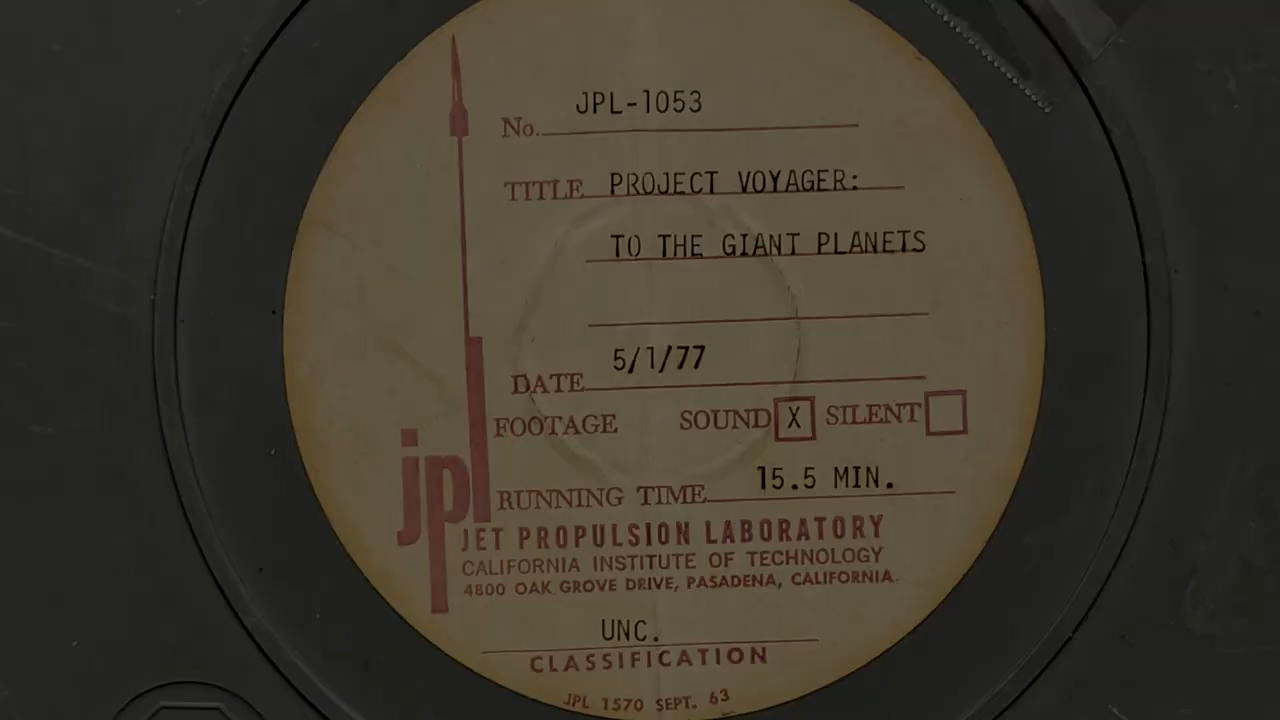 No. JPL-1053
TITLE PROJECT VOYAGER:
TO THE GIANT PLANETS
DATE 5/1/77
FOOTAGE SOUND X SILENT
RUNNING TIME 15.5 MIN.
jpl
JET PROPULSION LABORATORY
CALIFORNIA INSTITUTE OF TECHNOLOGY
4800 OAK GROVE DRIVE, PASADENA, CALIFORNIA.
UNC.
CLASSIFICATION
JPL 1570 SEPT. 63